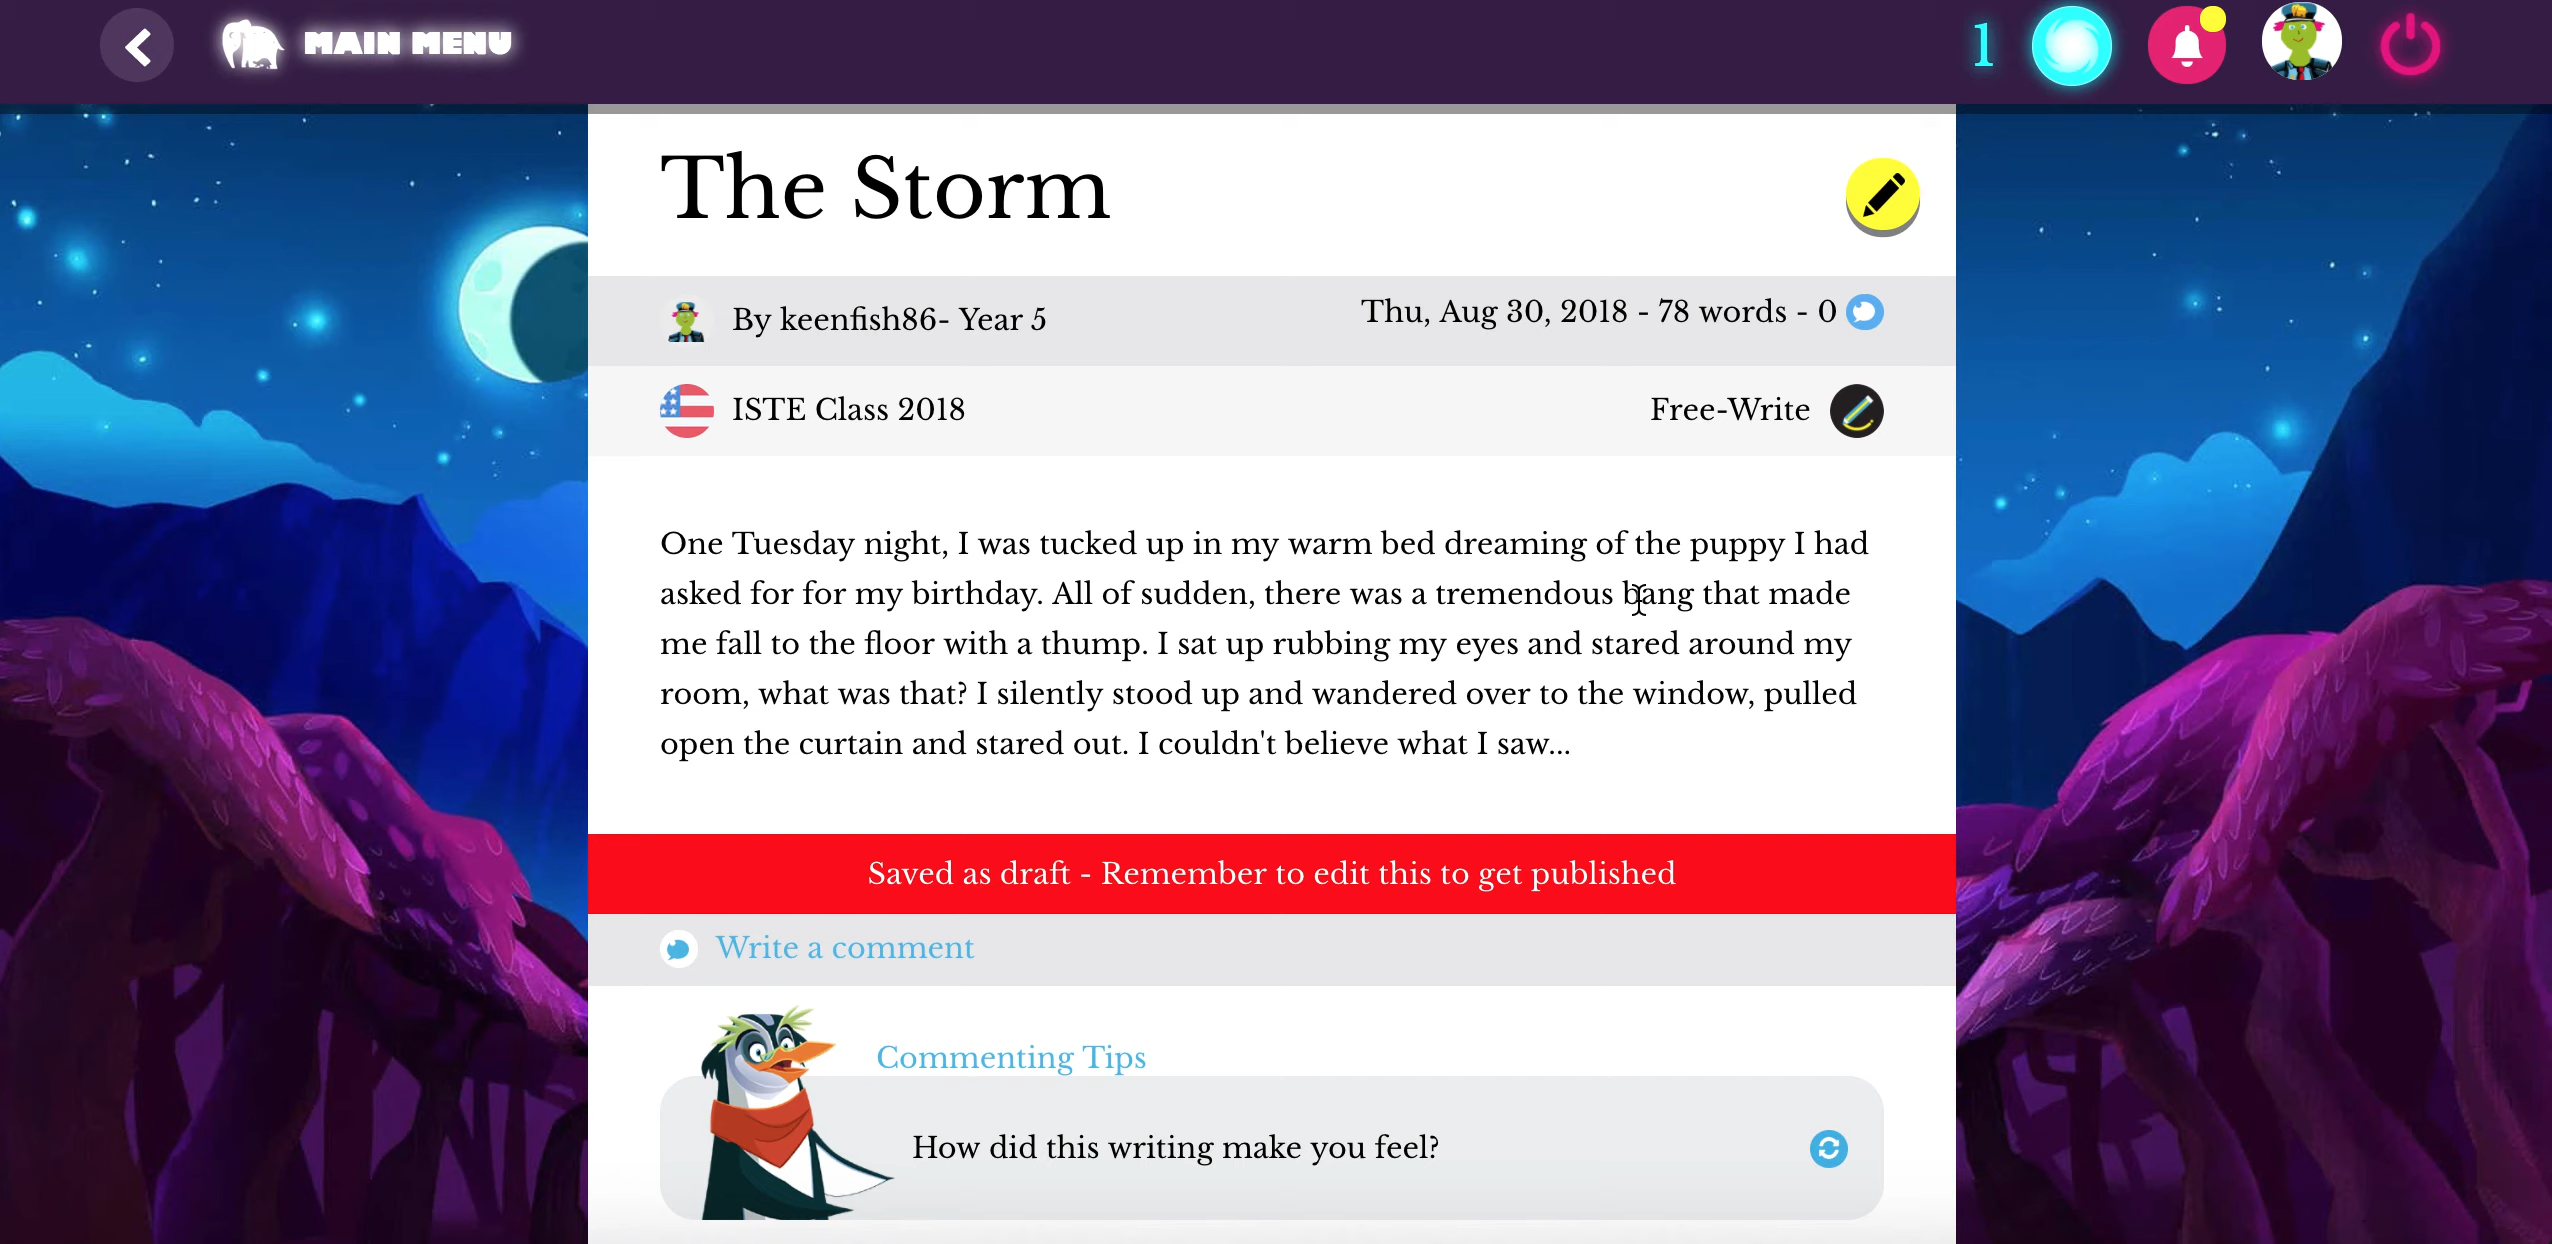 MAIN MENU
1
The Storm
By keenfish86- Year 5
Thu, Aug 30, 2018 - 78 words - 0
ISTE Class 2018
Free-Write
One Tuesday night, I was tucked up in my warm bed dreaming of the puppy I had
asked for for my birthday. All of sudden, there was a tremendous bang that made
me fall to the floor with a thump. I sat up rubbing my eyes and stared around my
room, what was that? I silently stood up and wandered over to the window, pulled
open the curtain and stared out. I couldn't believe what I saw...
Saved as draft - Remember to edit this to get published
Write a comment
Commenting Tips
How did this writing make you feel?